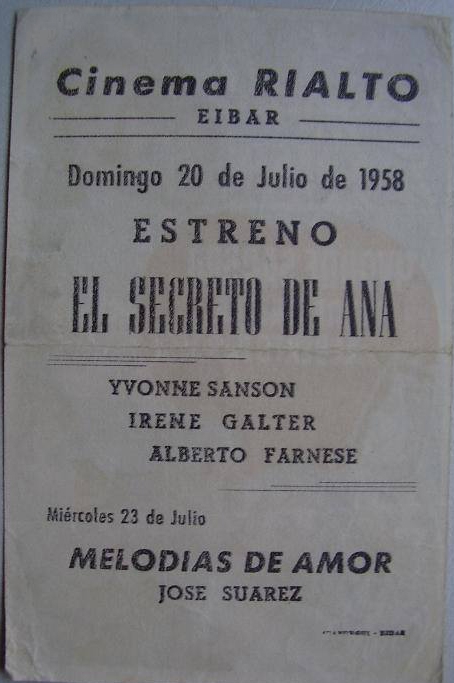 Cinema RIALTO
EIBAR
Domingo 20 de Julio de 1958
ESTRENO
EL SECRETO DE ANA
YVONNE SANSON
IRENE GALTER
ALBERTO FARNESE
Miércoles 23 de Julio
MELODIAS DE AMOR
JOSE SUAREZ
- EIBAR